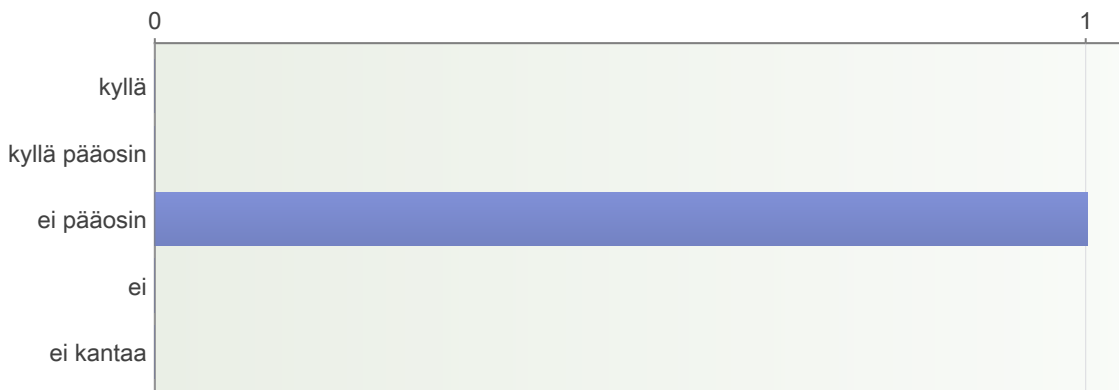 0 1
kyllä
kyllä pääosin
ei pääosin
ei
ei kantaa